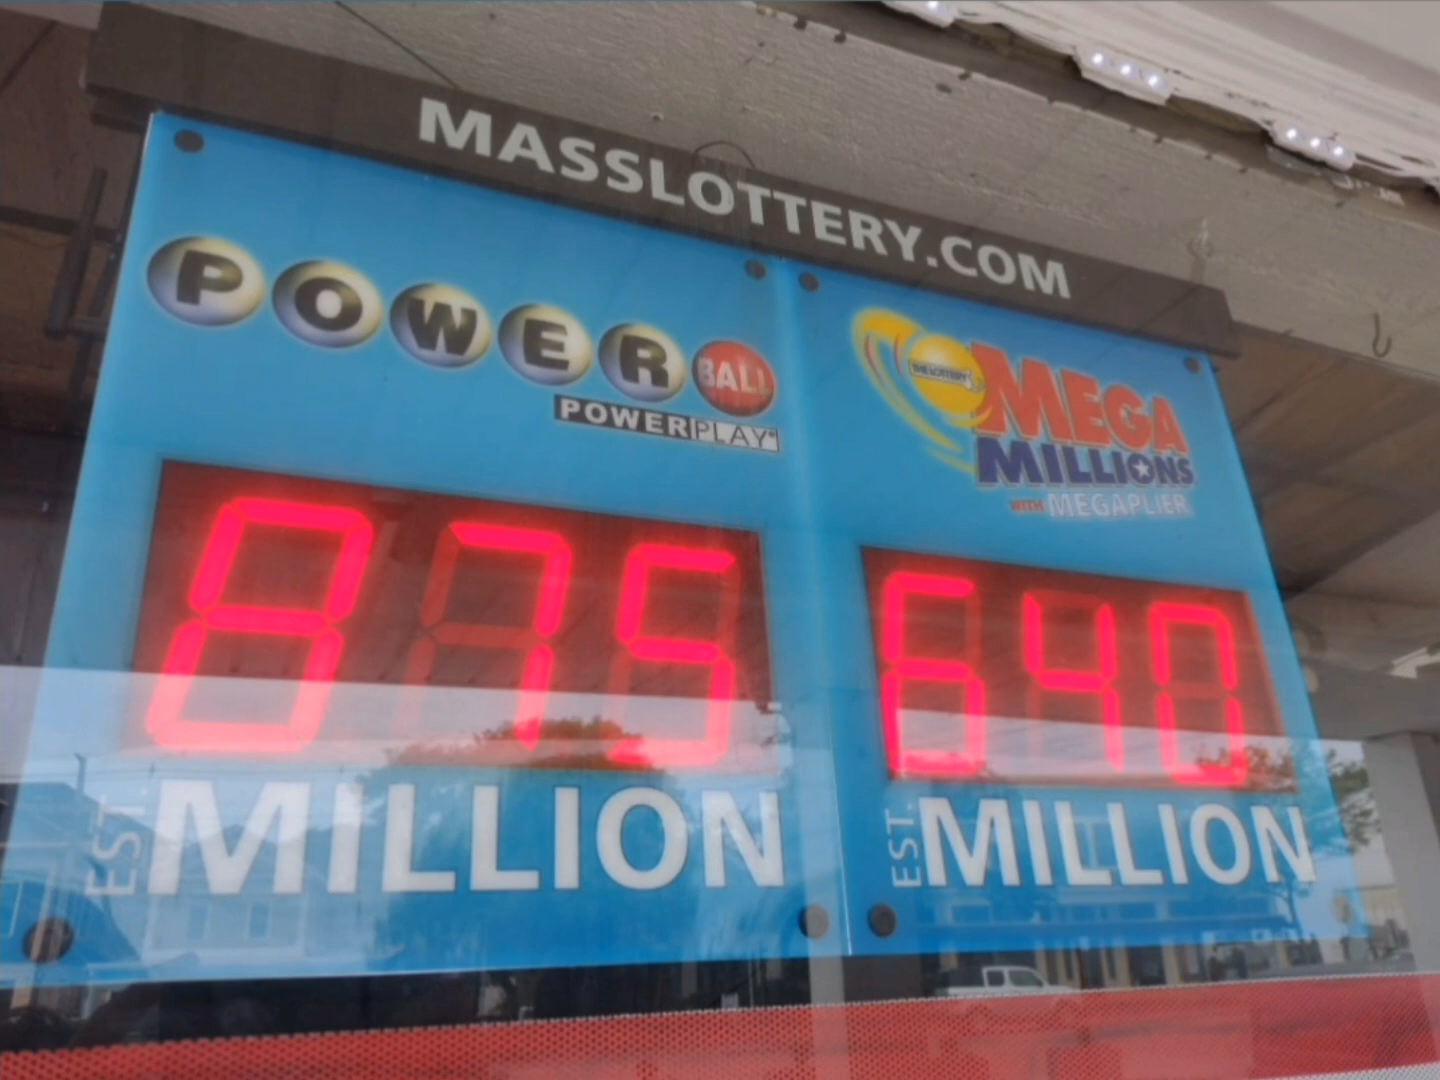 MASSLOTTERY.COM
POWER BALL
POWERPLAY®
875
EST. MILLION
THE LOTTERY
MEGA
MILLIONS
WITH MEGAPLIER
640
EST. MILLION